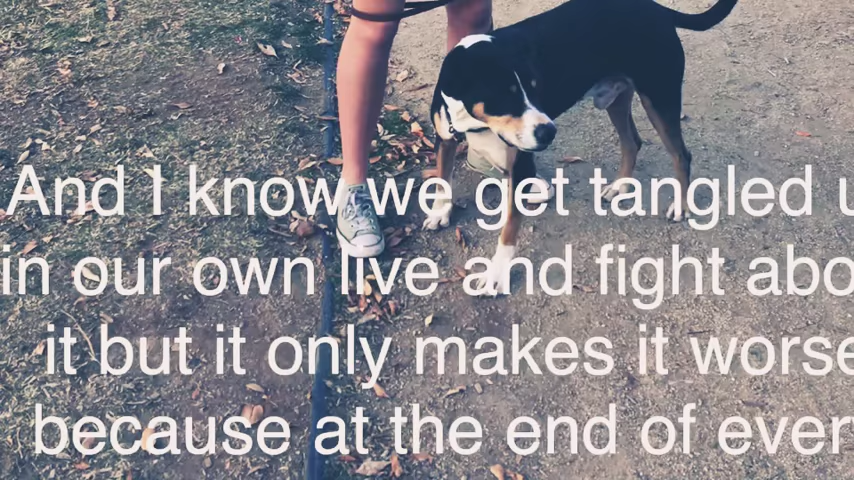 And I know we get tangled u
in our own live and fight abo
it but it only makes it worse
because at the end of ever